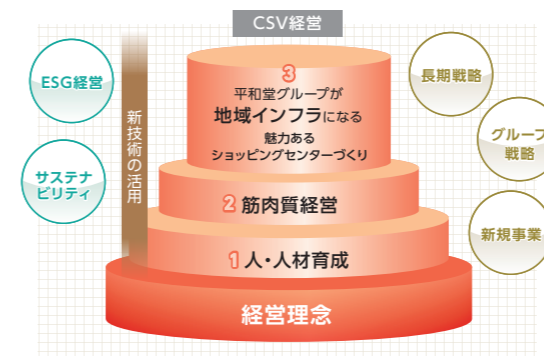 CSV経営
ESG経営
サステナ
ビリティ
新技術の活用
3
平和堂グループが
地域インフラになる
魅力ある
ショッピングセンターづくり
2 筋肉質経営
1 人・人材育成
経営理念
長期戦略
グループ
戦略
新規事業